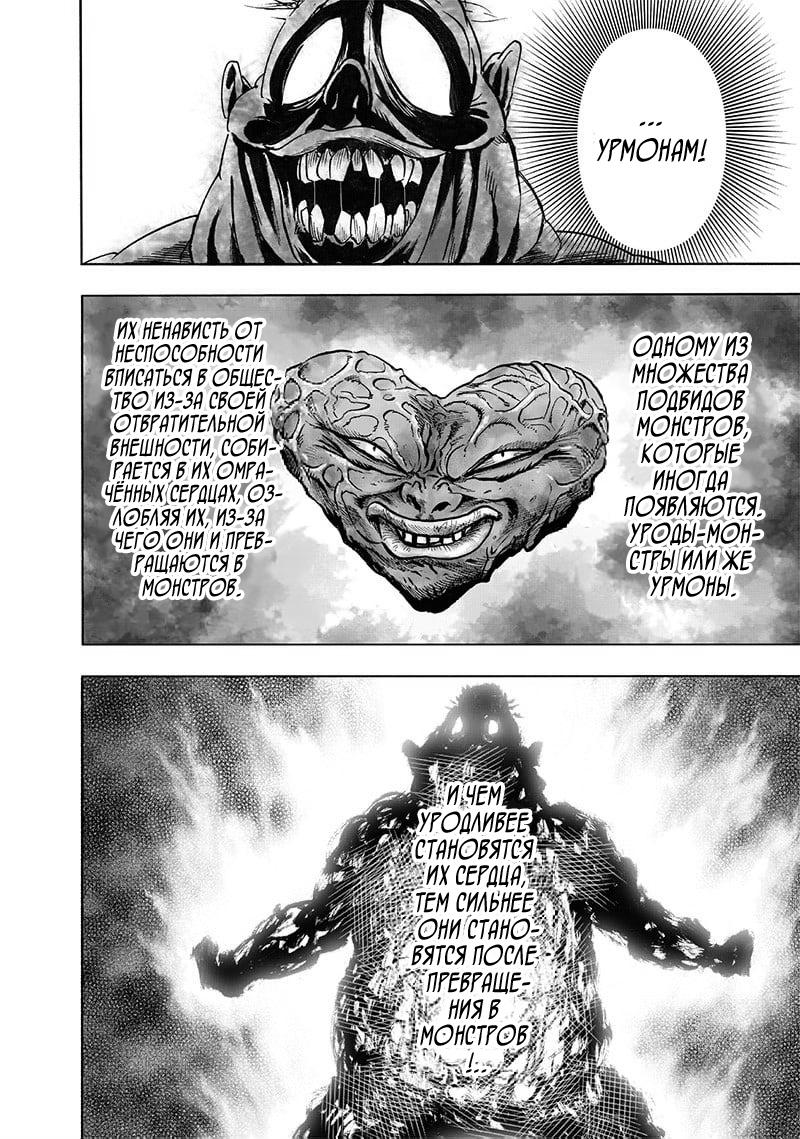 ...
УРМОНАМ!
ОДНОМУ ИЗ
МНОЖЕСТВА
ПОДВИДОВ
МОНСТРОВ,
КОТОРЫЕ
ИНОГДА
ПОЯВЛЯЮТСЯ.
УРОДЫ-МОН-
СТРЫ ИЛИ ЖЕ
УРМОНЫ.
ИХ НЕНАВИСТЬ ОТ
НЕСПОСОБНОСТИ
ВПИСАТЬСЯ В ОБЩЕС-
ТВО ИЗ-ЗА СВОЕЙ
ОТВРАТИТЕЛЬНОЙ
ВНЕШНОСТИ, СОБИ-
РАЕТСЯ В ИХ ОМРА-
ЧЁННЫХ СЕРДЦАХ, ОЗ-
ЛОБЛЯЯ ИХ, ИЗ-ЗА
ЧЕГО ОНИ И ПРЕВ-
РАЩАЮТСЯ В
МОНСТРОВ.
И ЧЕМ
УРОДЛИВЕЕ
СТАНОВЯТСЯ
ИХ СЕРДЦА,
ТЕМ СИЛЬНЕЕ
ОНИ СТАНО-
ВЯТСЯ ПОСЛЕ
ПРЕВРАЩЕ-
НИЯ В
МОНСТРОВ
!..